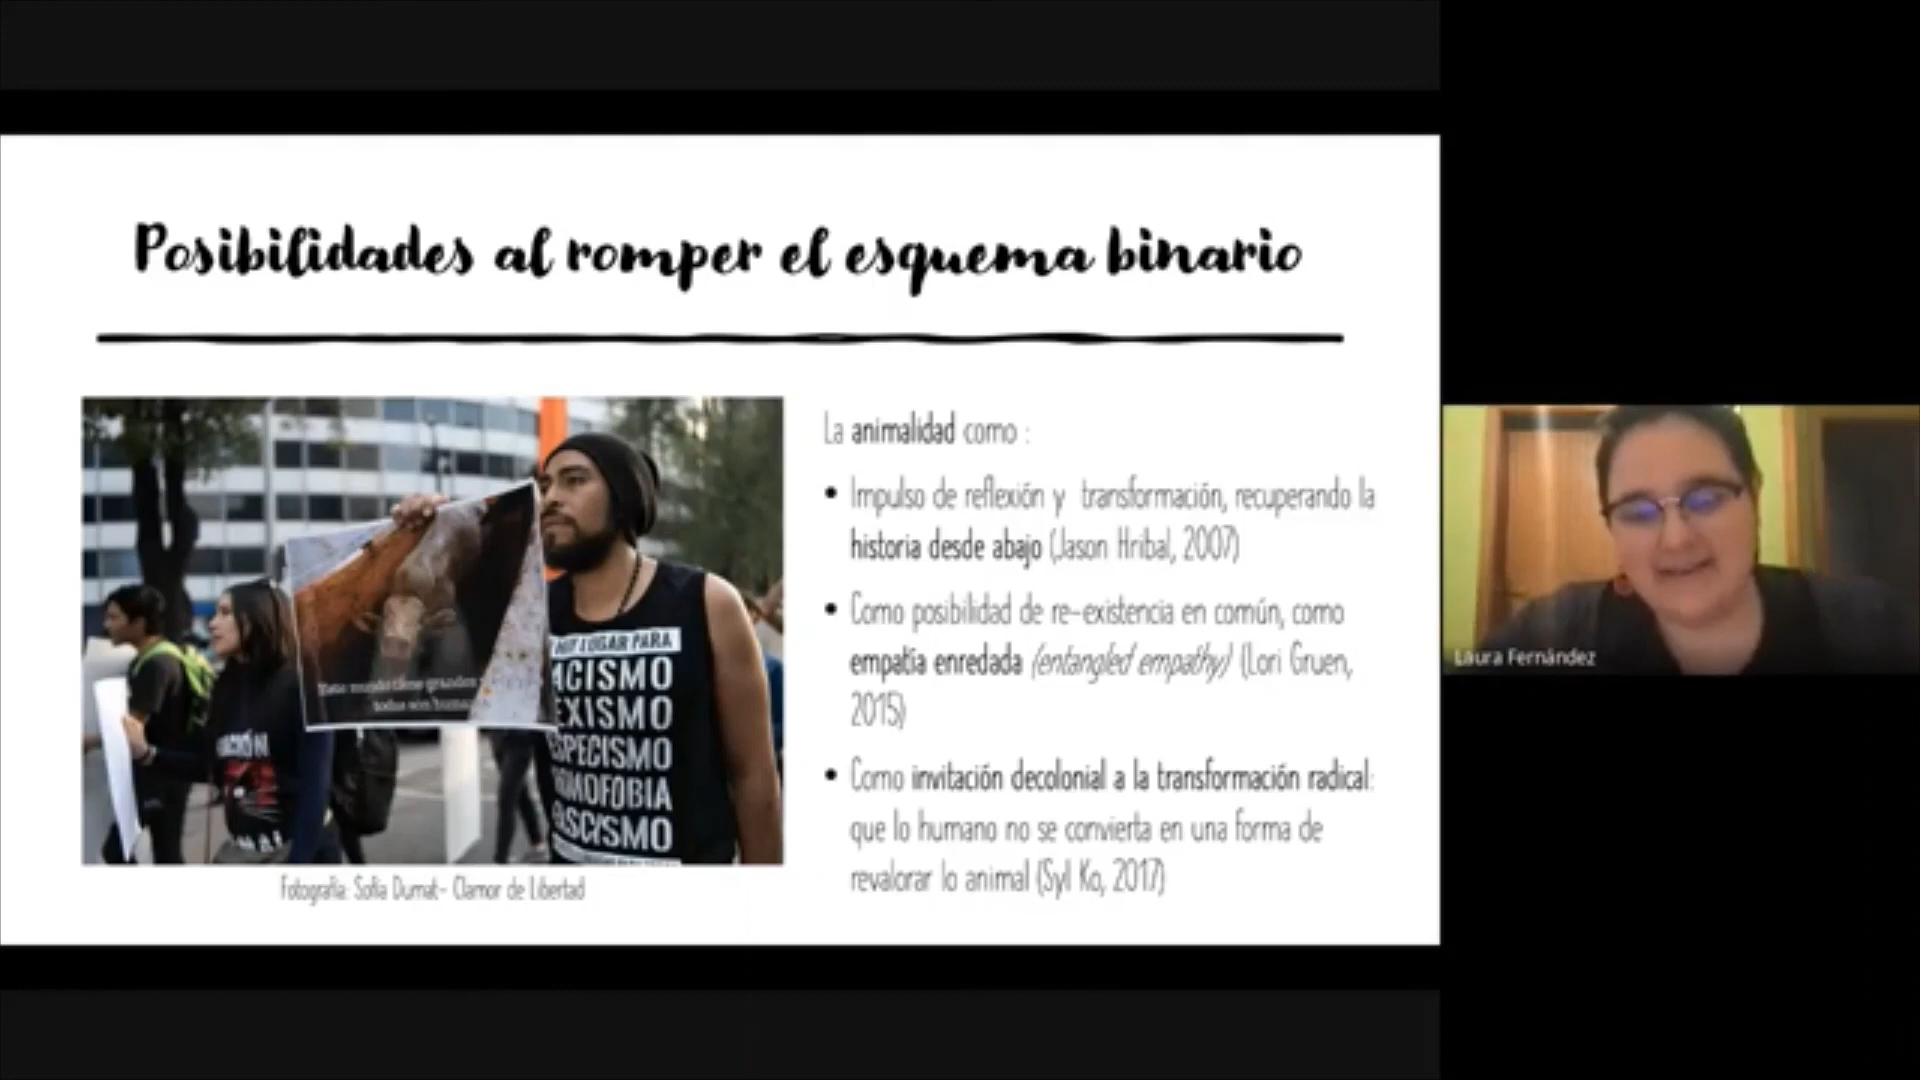 Posibilidades al romper el esquema binario
La animalidad como :
• Impulso de reflexión y transformación, recuperando la
historia desde abajo (Jason Hribal, 2007)
• Como posibilidad de re-existencia en común, como
empatía enredada (entangled empathy) (Lori Gruen,
2015)
• Como invitación decolonial a la transformación radical:
que lo humano no se convierta en una forma de
revalorar lo animal (Syl Ko, 2017)
LUGAR PARA
ACISMO
EXISMO
SPECISMO
MOFOBIA
ASCISMO
Fotografía: Sofía Dumat- Clamor de Libertad
Laura Fernández